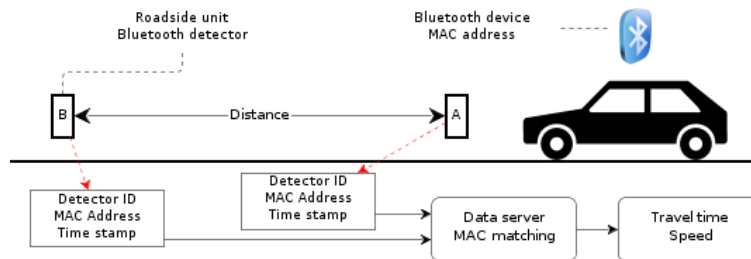 Roadside unit
Bluetooth detector
Bluetooth device
MAC address
B
Distance
A
Detector ID
MAC Address
Time stamp
Detector ID
MAC Address
Time stamp
Data server
MAC matching
Travel time
Speed